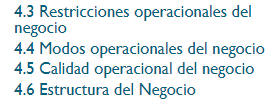 4.3 Restricciones operacionales del
negocio
4.4 Modos operacionales del negocio
4.5 Calidad operacional del negocio
4.6 Estructura del Negocio